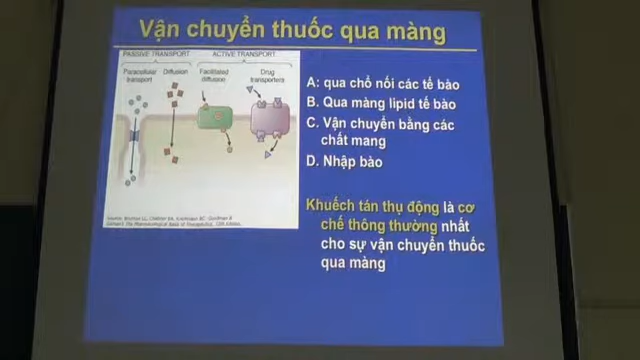 Vận chuyển thuốc qua màng
PASSIVE TRANSPORT
ACTIVE TRANSPORT
Paracellular
transport
Diffusion
Facilitated
diffusion
Drug
transporters
A: qua chổ nối các tế bào
B. Qua màng lipid tế bào
C. Vận chuyển bằng các
chất mang
D. Nhập bào
Khuếch tán thụ động là cơ
chế thông thường nhất
cho sự vận chuyển thuốc
qua màng